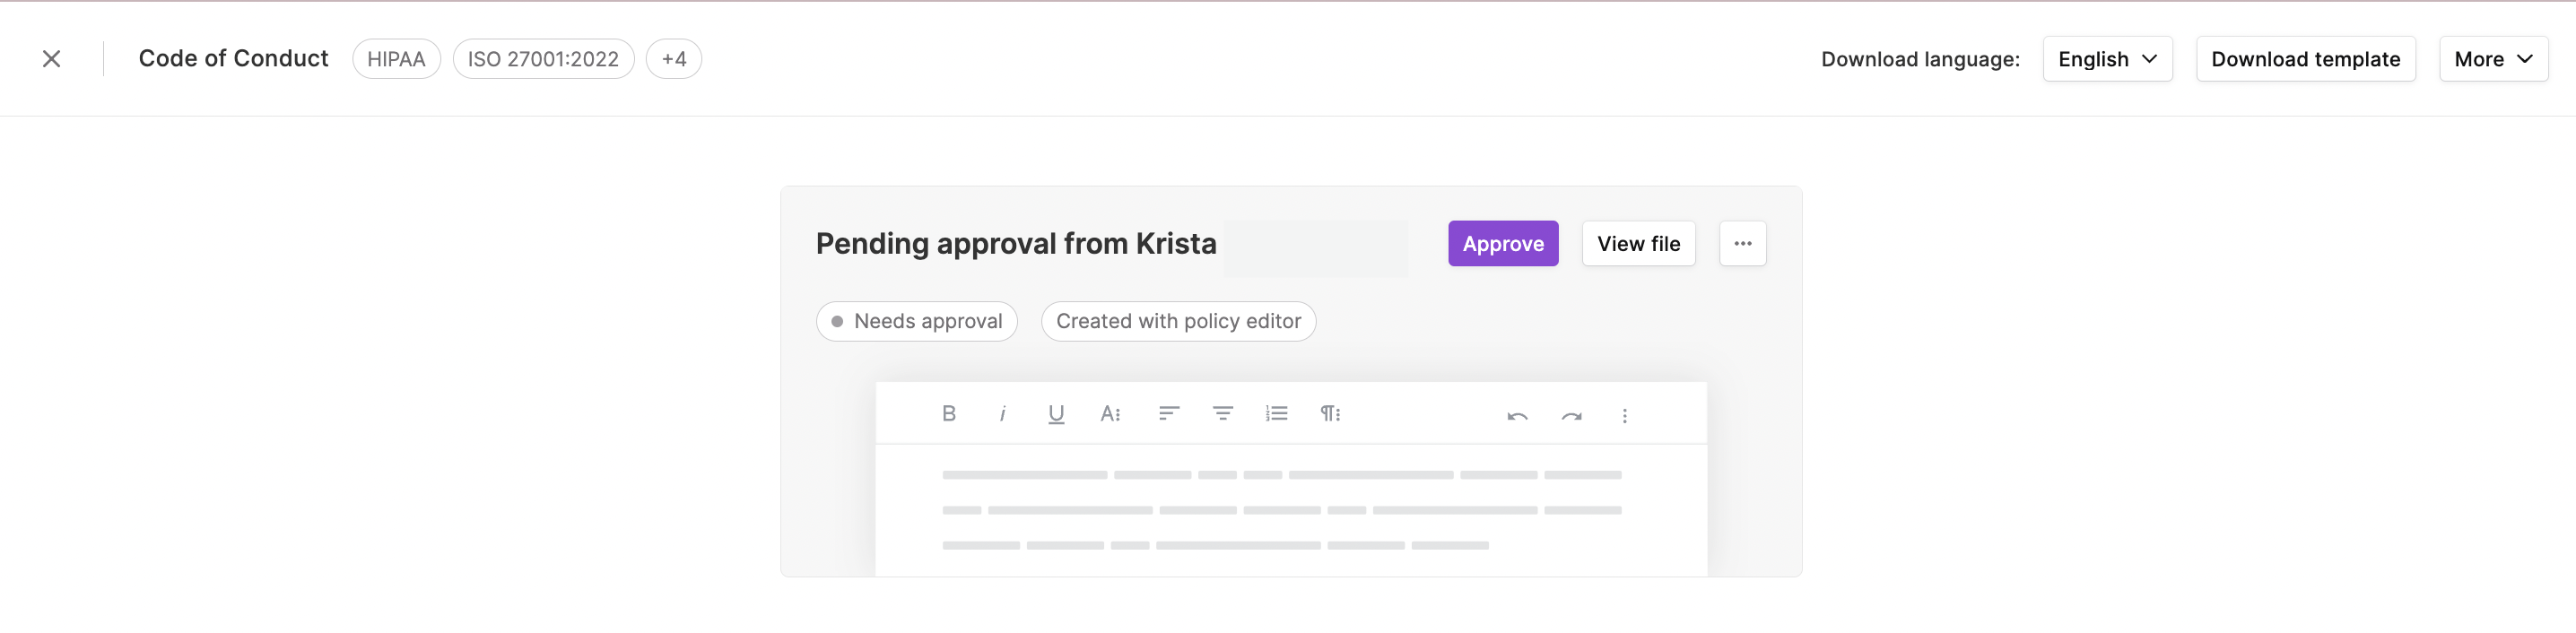 Code of Conduct HIPAA ISO 27001:2022 +4 Download language: English Download template More
Pending approval from Krista Approve View file
Needs approval Created with policy editor
B i U A